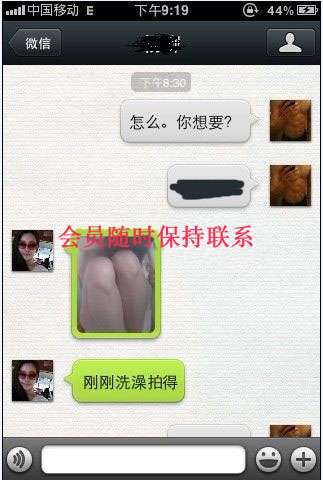 中国移动 E 下午9:19 44%
微信
下午8:30
怎么。你想要?
会员随时保持联系
刚刚洗澡拍得